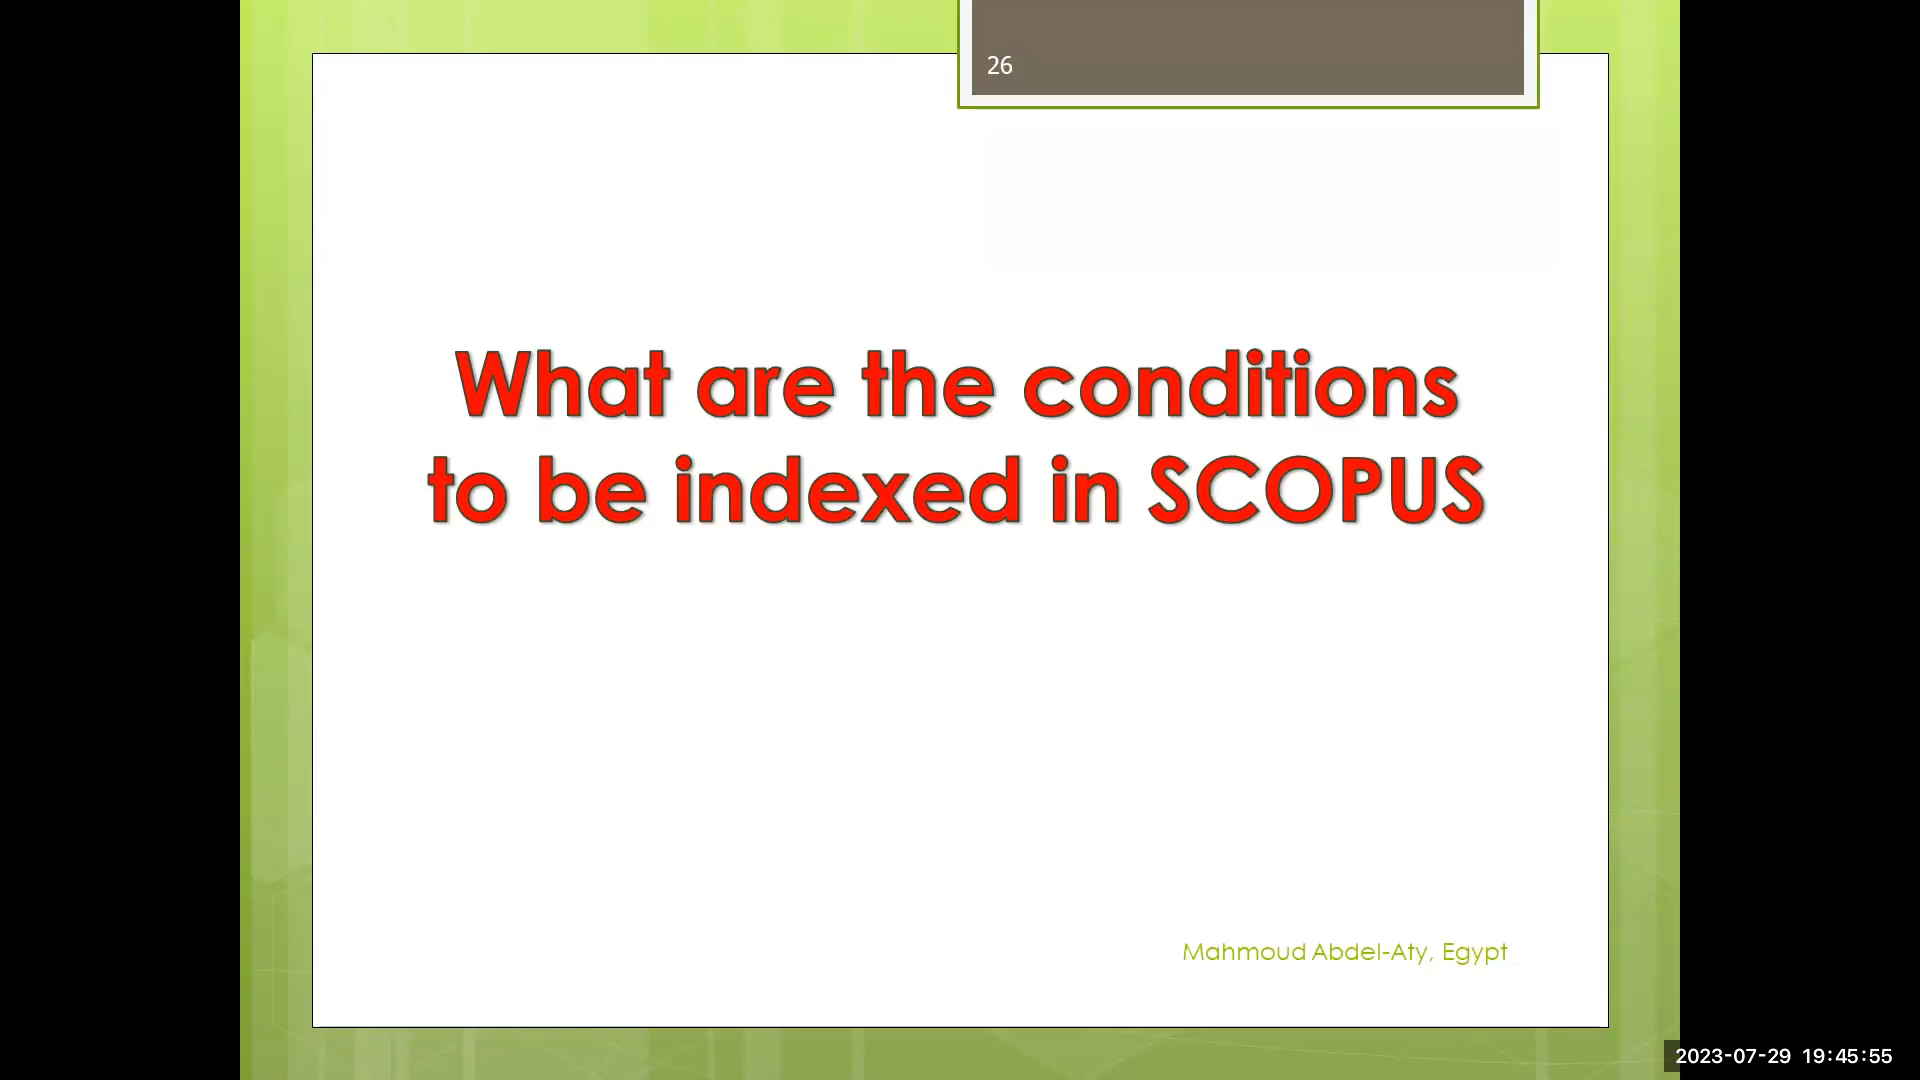 26
What are the conditions
to be indexed in SCOPUS
Mahmoud Abdel-Aty, Egypt
2023-07-29 19:45:55